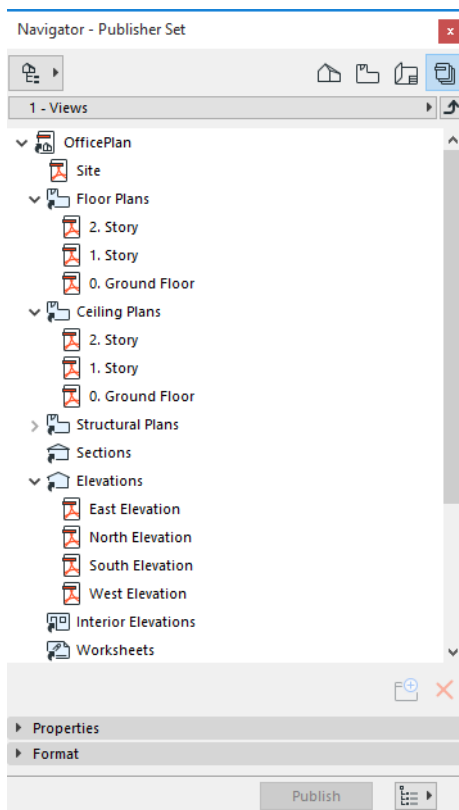 Navigator - Publisher Set
1 - Views
OfficePlan
Site
Floor Plans
2. Story
1. Story
0. Ground Floor
Ceiling Plans
2. Story
1. Story
0. Ground Floor
Structural Plans
Sections
Elevations
East Elevation
North Elevation
South Elevation
West Elevation
Interior Elevations
Worksheets
Properties
Format
Publish